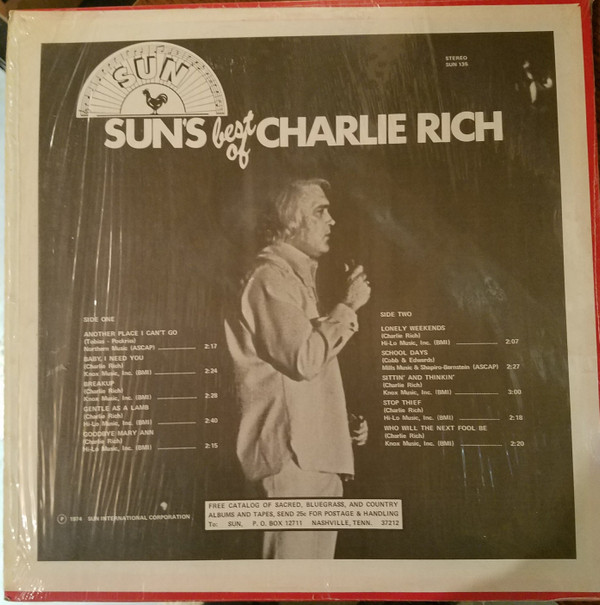 SUN
STEREO
SUN 135
SUN'S best of CHARLIE RICH
SIDE ONE
ANOTHER PLACE I CAN'T GO
(Tobias - Rockriss)
Northern Music (ASCAP) 2:17
BABY, I NEED YOU
(Charlie Rich)
Knox Music, Inc. (BMI) 2:24
BREAKUP
(Charlie Rich)
Knox Music, Inc. (BMI) 2:28
GENTLE AS A LAMB
(Charlie Rich)
Hi-Lo Music, Inc. (BMI) 2:40
GOODBYE MARY ANN
(Charlie Rich)
Hi-Lo Music, Inc. (BMI) 2:15
SIDE TWO
LONELY WEEKENDS
(Charlie Rich)
Hi-Lo Music, Inc. (BMI) 2:07
SCHOOL DAYS
(Cobb & Edwards)
Mills Music & Shapiro-Bernstein (ASCAP) 2:27
SITTIN' AND THINKIN'
(Charlie Rich)
Knox Music, Inc. (BMI) 3:00
STOP THIEF
(Charlie Rich)
Hi-Lo Music, Inc. (BMI) 2:18
WHO WILL THE NEXT FOOL BE
(Charlie Rich)
Knox Music, Inc. (BMI) 2:20
Ⓟ 1974 SUN INTERNATIONAL CORPORATION
FREE CATALOG OF SACRED, BLUEGRASS, AND COUNTRY
ALBUMS AND TAPES, SEND 25c FOR POSTAGE & HANDLING
To: SUN, P. O. BOX 12711 NASHVILLE, TENN. 37212